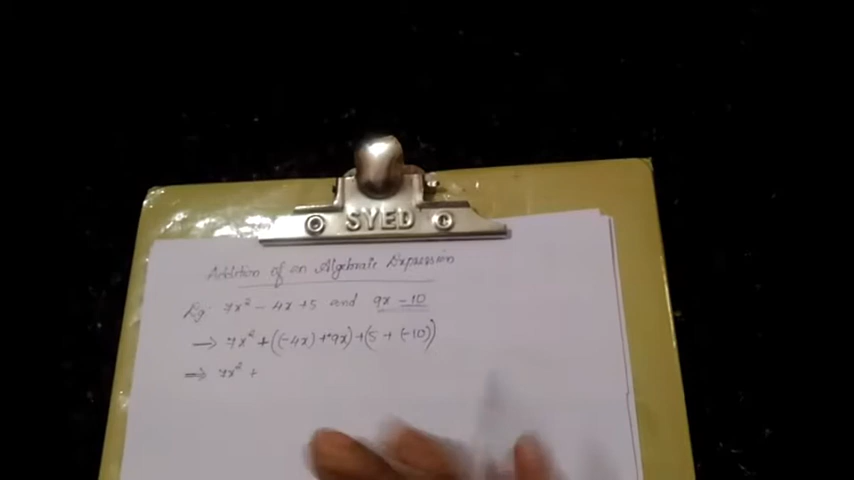 SYED
Addition of an Algebraic Expression
Eg: 7x² - 4x + 5 and 9x - 10
→ 7x² + ((-4x) + 9x) + (5 + (-10))
⇒ 7x² +